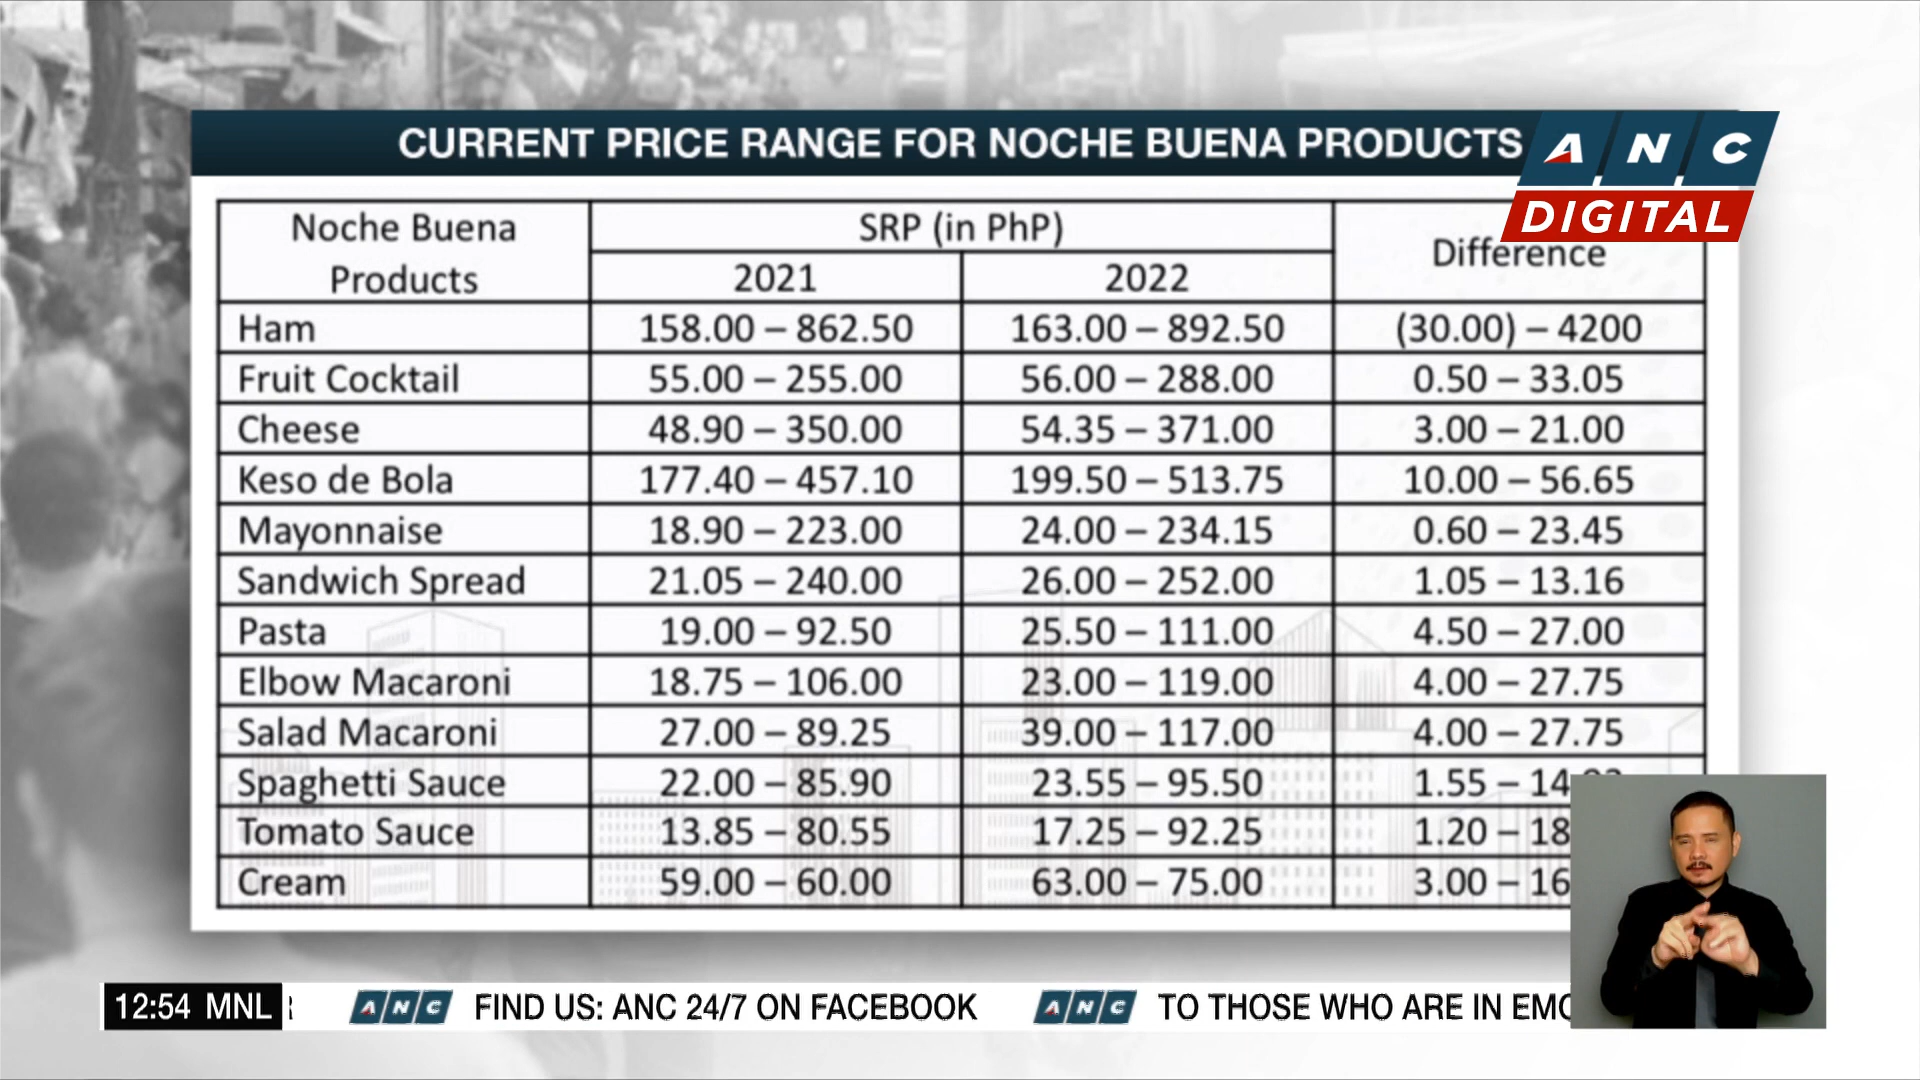 CURRENT PRICE RANGE FOR NOCHE BUENA PRODUCTS
ANC
DIGITAL
Noche Buena Products SRP (in PhP) Difference
2021 2022
Ham 158.00 – 862.50 163.00 – 892.50 (30.00) – 4200
Fruit Cocktail 55.00 – 255.00 56.00 – 288.00 0.50 – 33.05
Cheese 48.90 – 350.00 54.35 – 371.00 3.00 – 21.00
Keso de Bola 177.40 – 457.10 199.50 – 513.75 10.00 – 56.65
Mayonnaise 18.90 – 223.00 24.00 – 234.15 0.60 – 23.45
Sandwich Spread 21.05 – 240.00 26.00 – 252.00 1.05 – 13.16
Pasta 19.00 – 92.50 25.50 – 111.00 4.50 – 27.00
Elbow Macaroni 18.75 – 106.00 23.00 – 119.00 4.00 – 27.75
Salad Macaroni 27.00 – 89.25 39.00 – 117.00 4.00 – 27.75
Spaghetti Sauce 22.00 – 85.90 23.55 – 95.50 1.55 – 14
Tomato Sauce 13.85 – 80.55 17.25 – 92.25 1.20 – 18
Cream 59.00 – 60.00 63.00 – 75.00 3.00 – 16
12:54 MNL ANC FIND US: ANC 24/7 ON FACEBOOK ANC TO THOSE WHO ARE IN